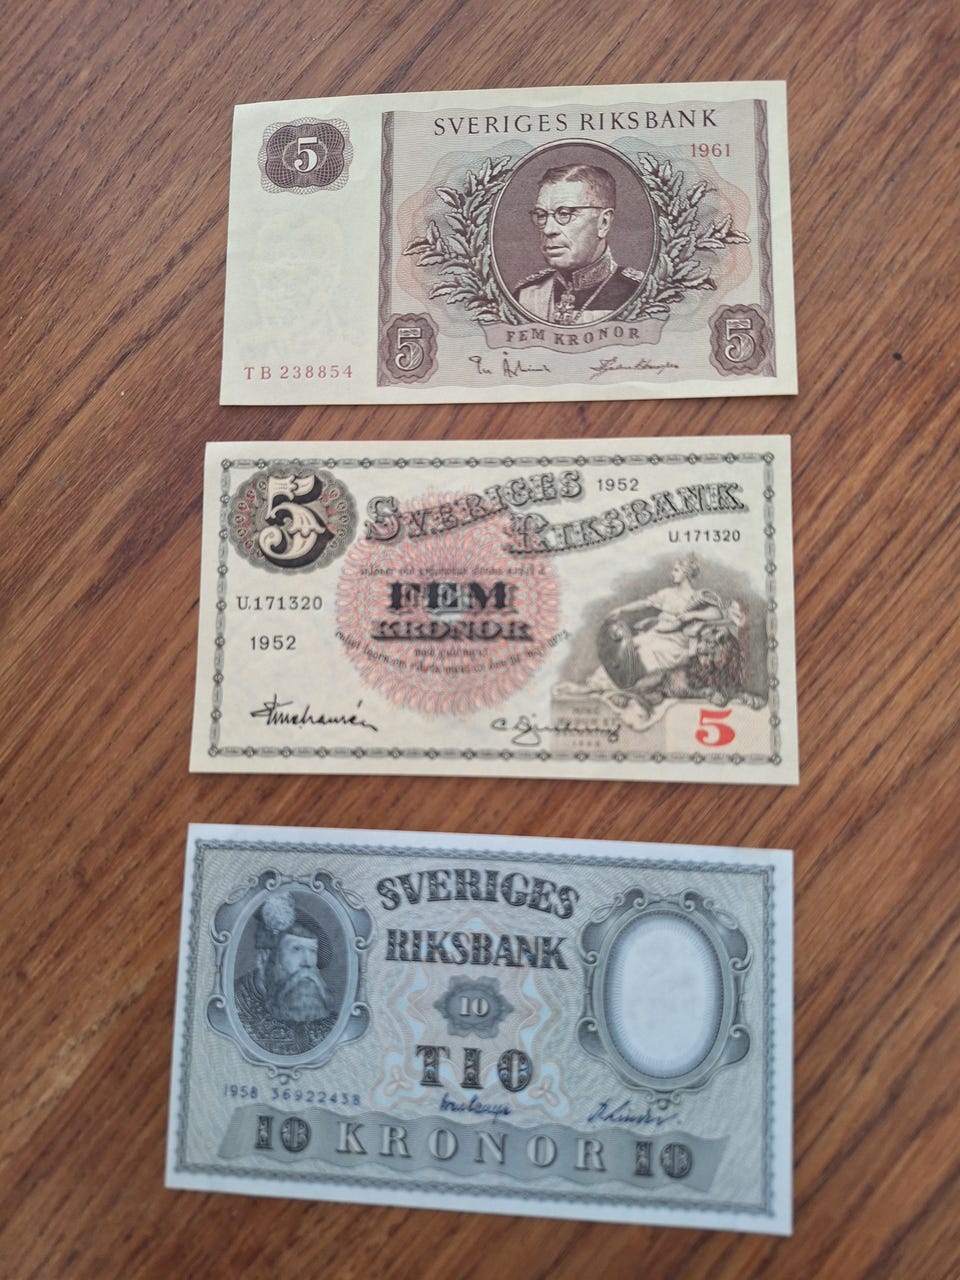 5
SVERIGES RIKSBANK
1961
FEM KRONOR
5
5
TB 238854
5
SVERIGES
1952
RIKSBANK
U.171320
FEM
U.171320
KRONOR
1952
5
SVERIGES
RIKSBANK
10
TIO
1958 36922438
10 KRONOR 10